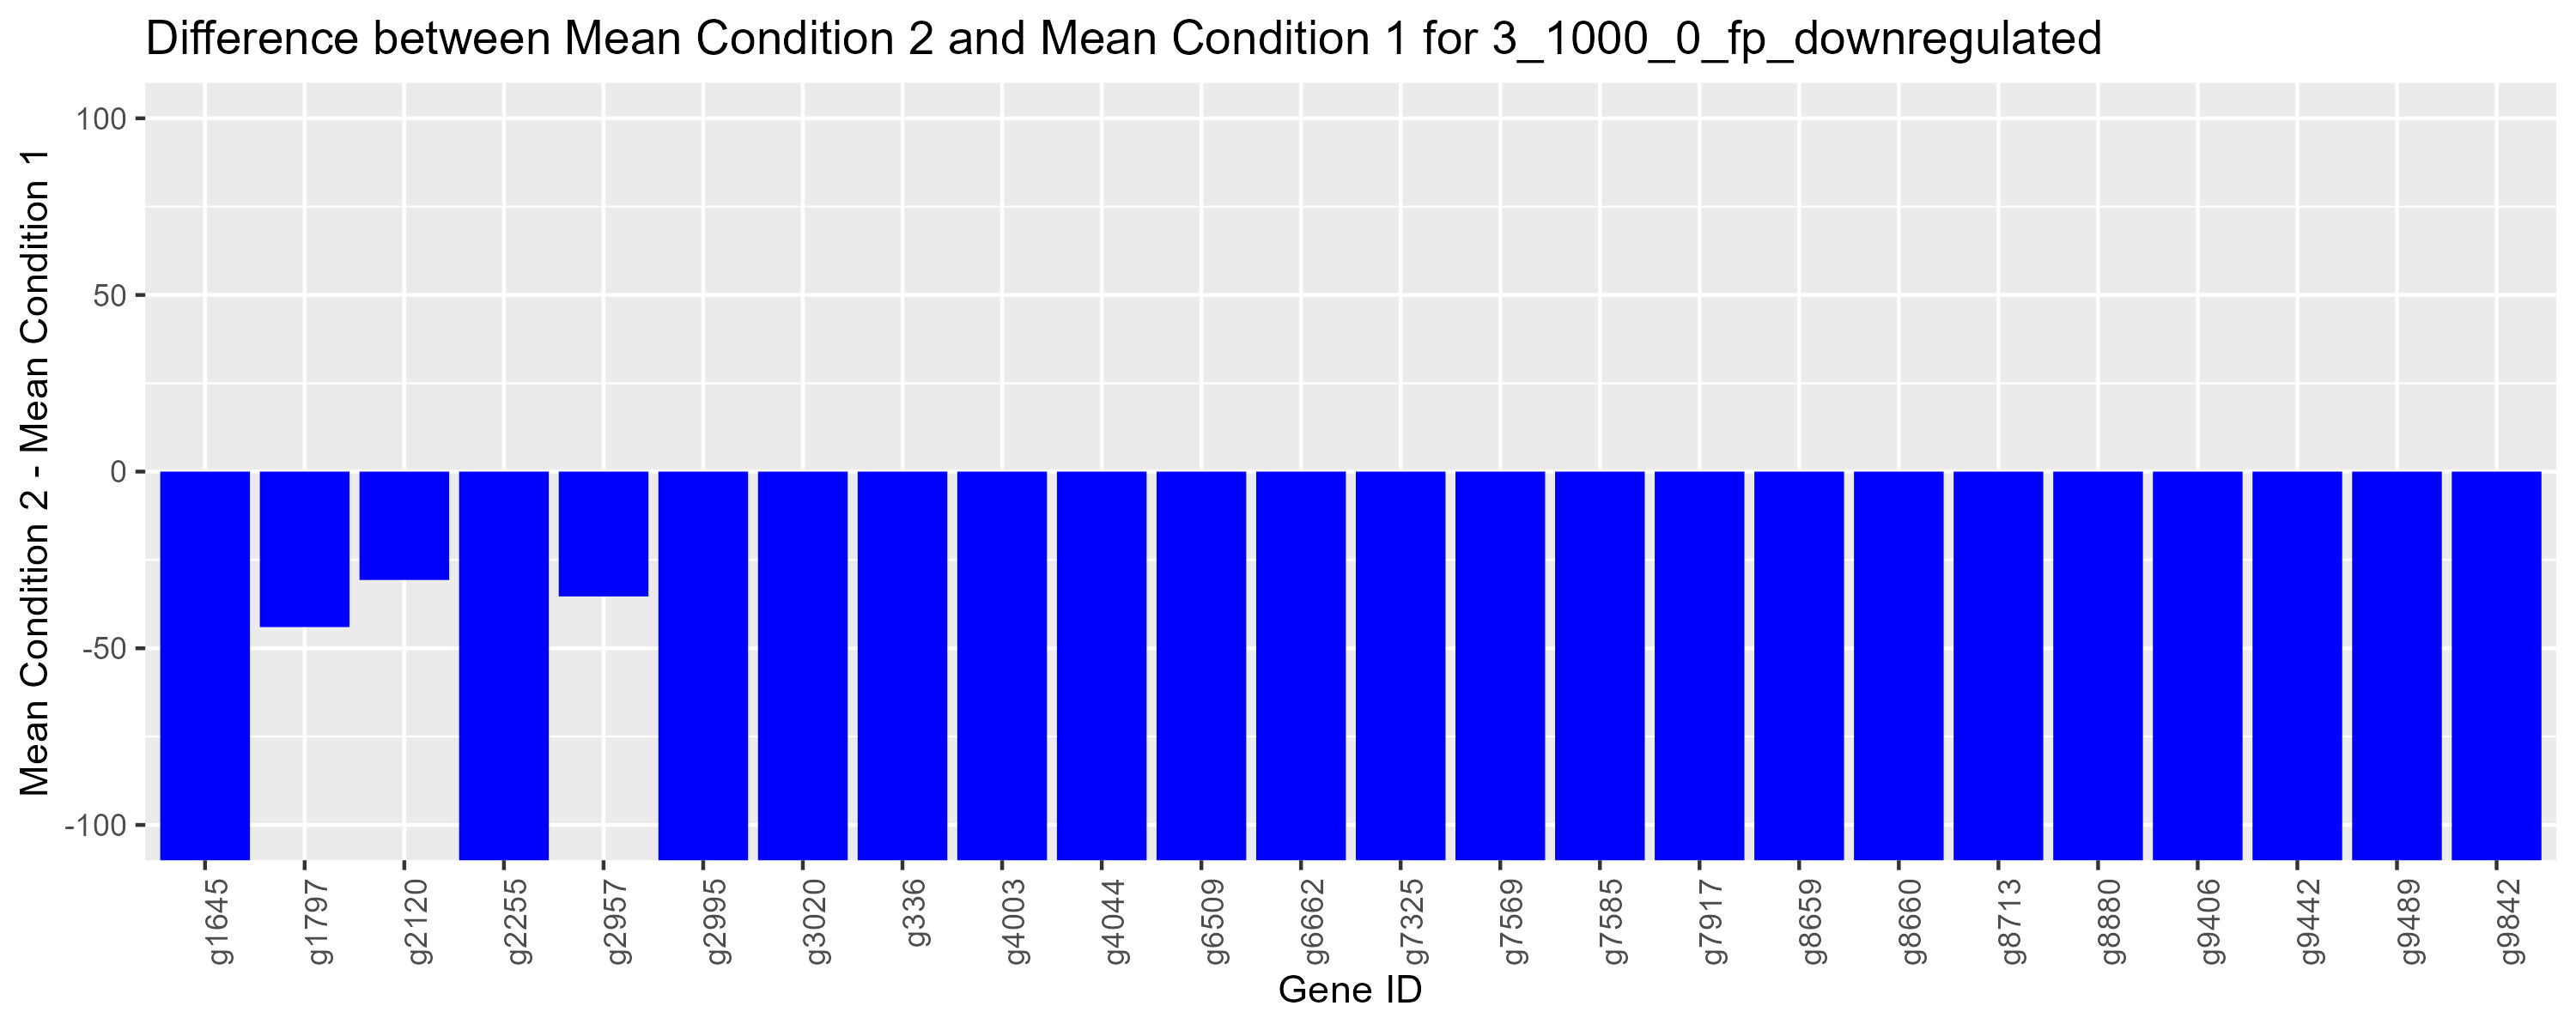 Difference between Mean Condition 2 and Mean Condition 1 for 3_1000_0_fp_downregulated
Mean Condition 2 - Mean Condition 1
100
50
0
-50
-100
g1645
g1797
g2120
g2255
g2957
g2995
g3020
g336
g4003
g4044
g6509
g6662
g7325
g7569
g7585
g7917
g8659
g8660
g8713
g8880
g9406
g9442
g9489
g9842
Gene ID